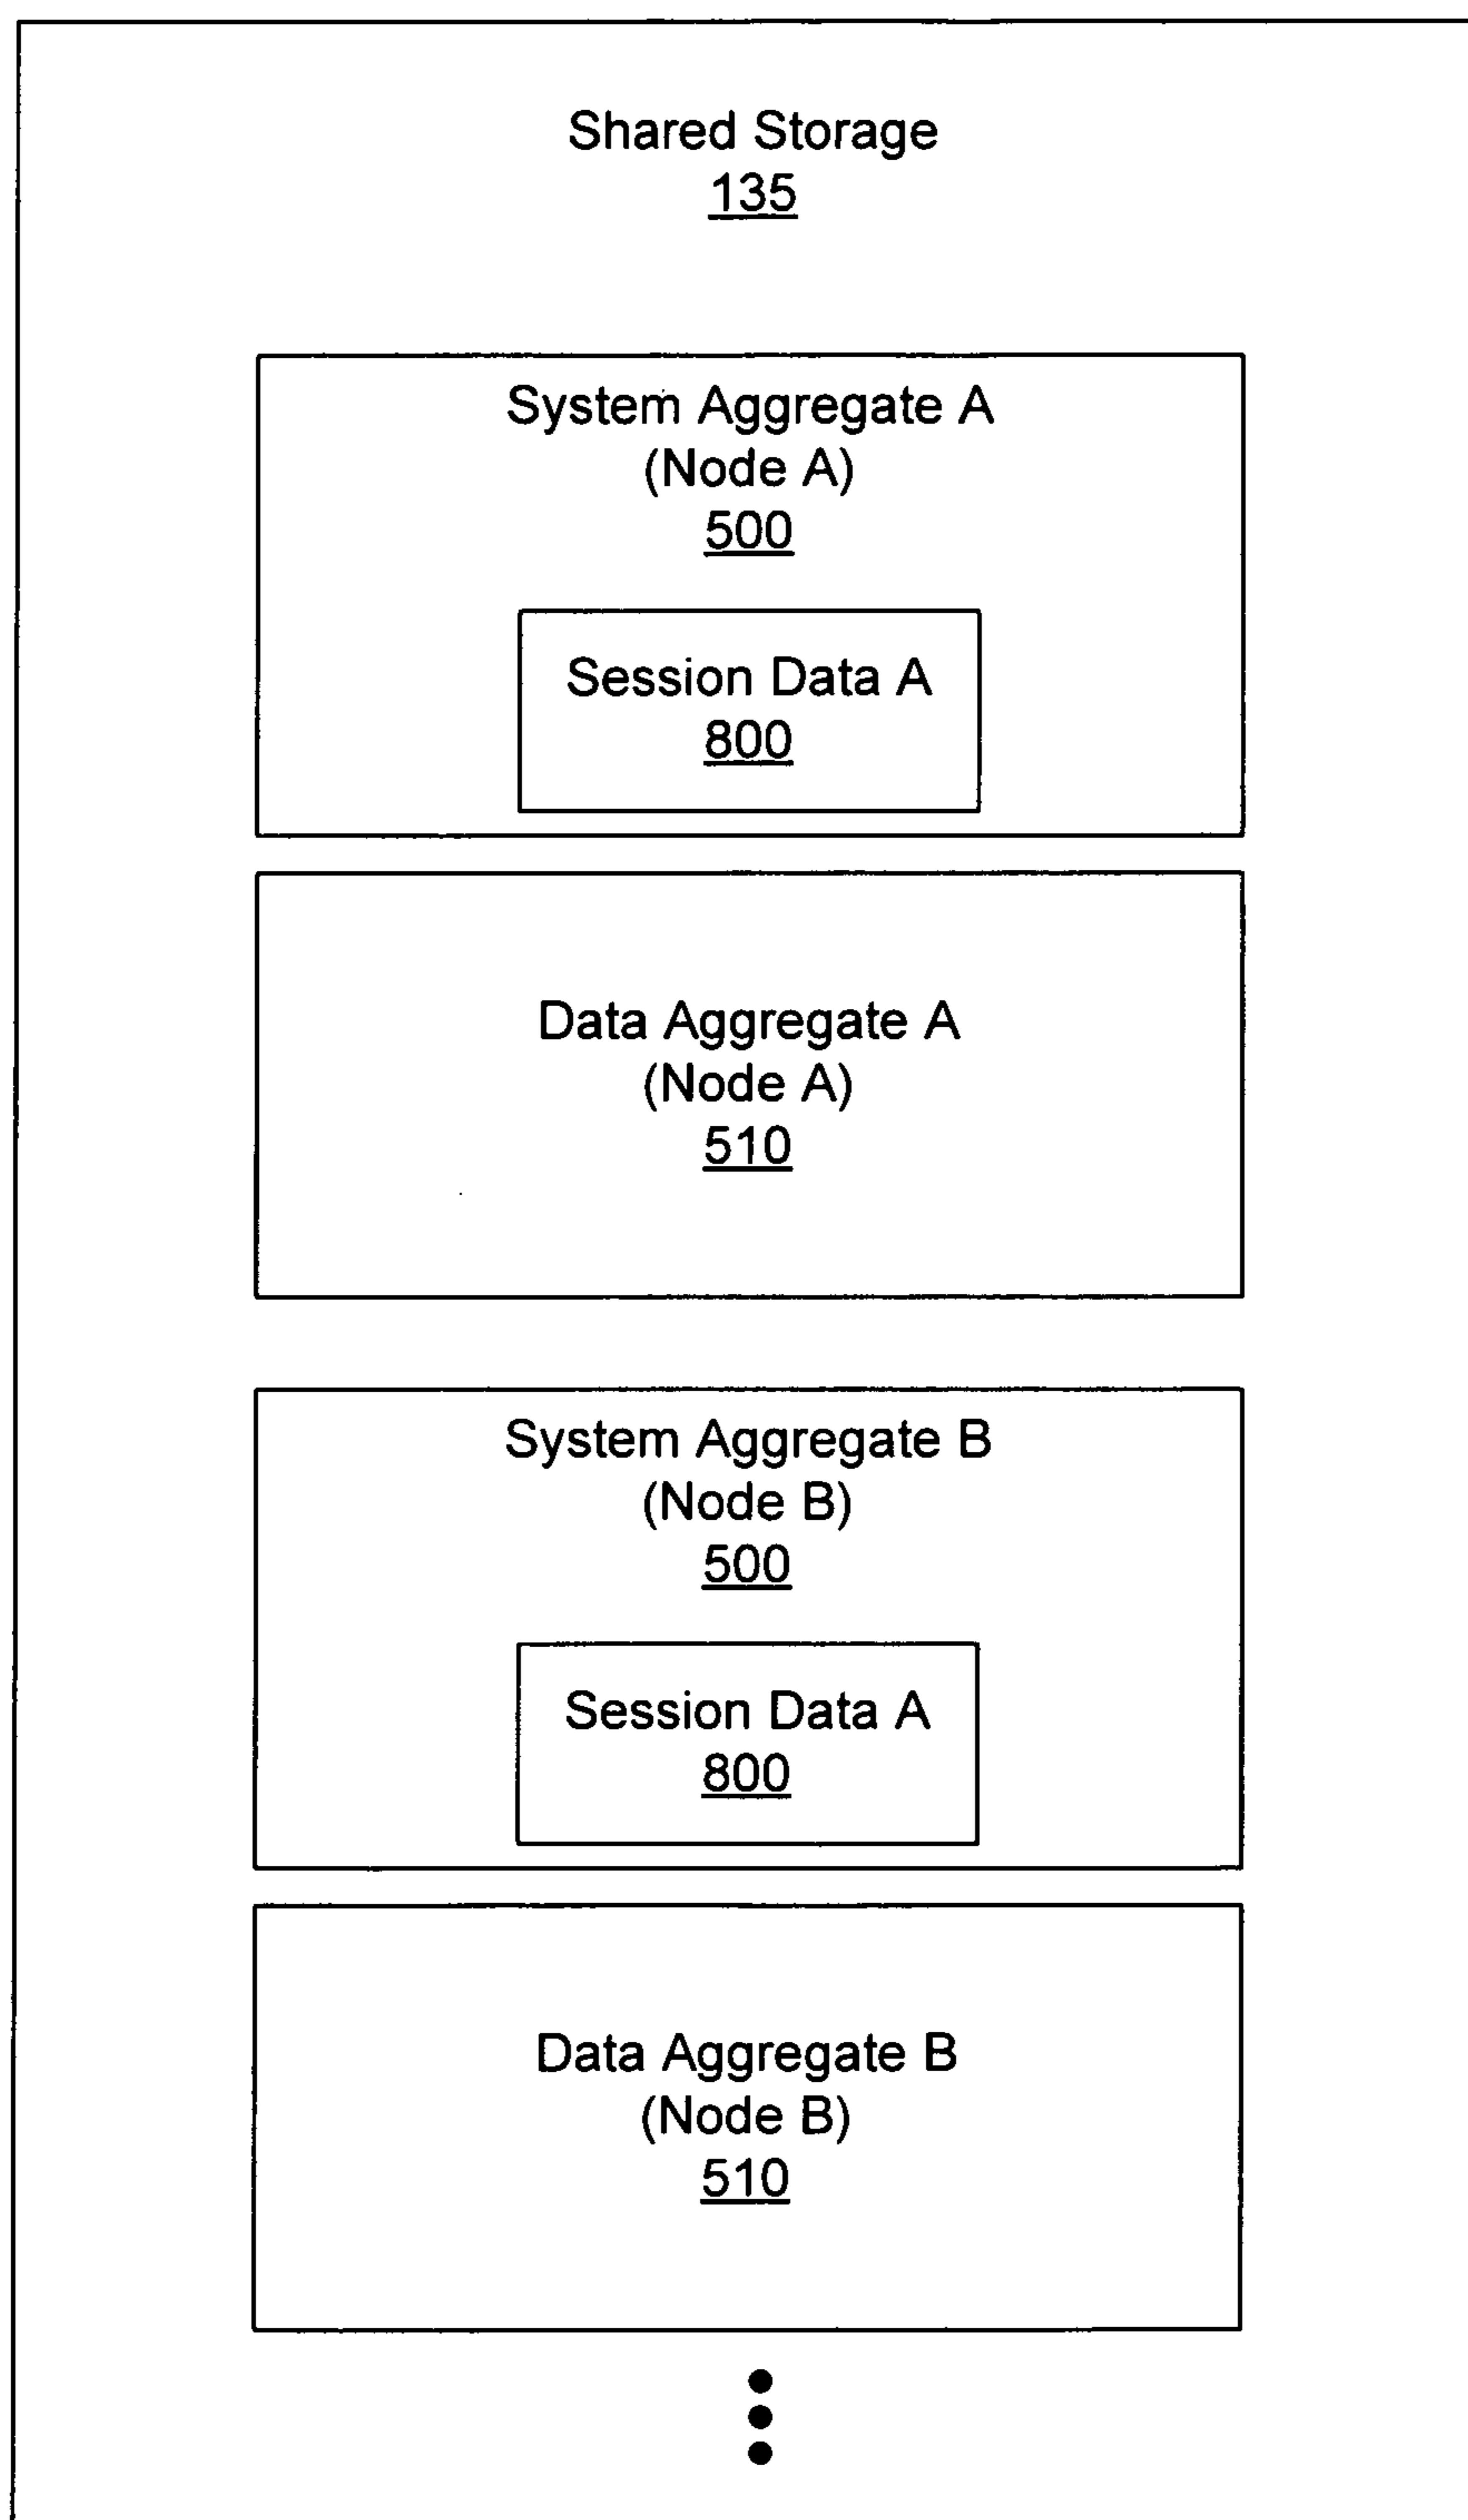 Shared Storage
135
System Aggregate A
(Node A)
500
Session Data A
800
Data Aggregate A
(Node A)
510
System Aggregate B
(Node B)
500
Session Data A
800
Data Aggregate B
(Node B)
510